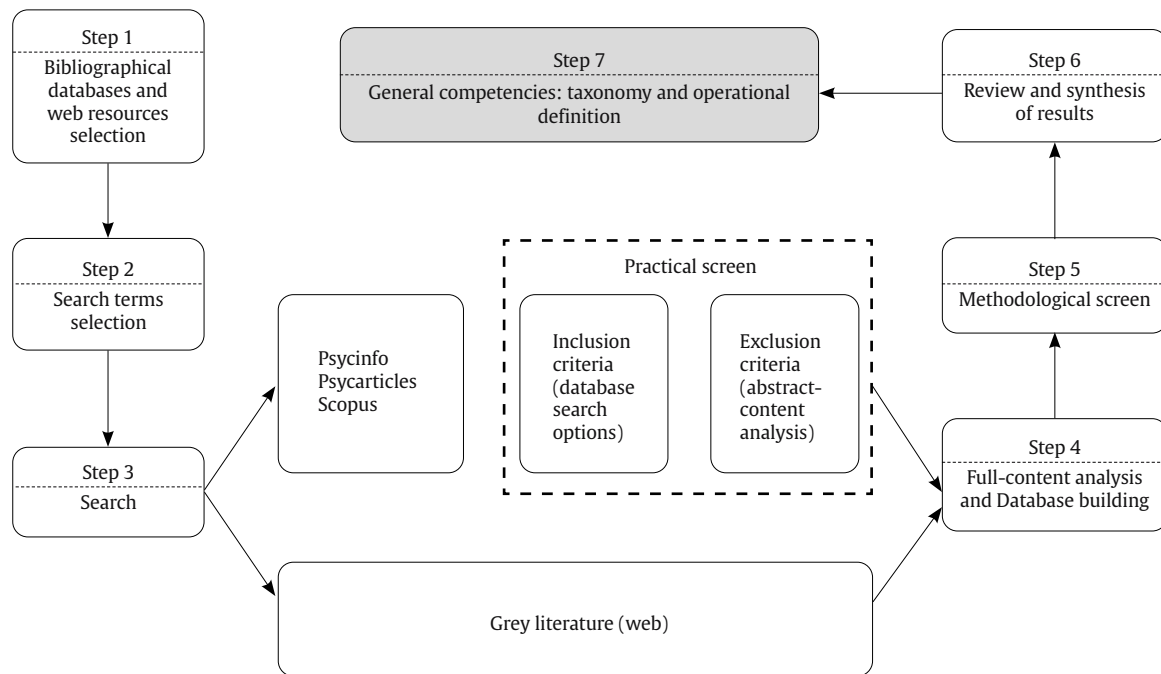 Step 1
Bibliographical
databases and
web resources
selection
Step 2
Search terms
selection
Step 3
Search
Psycinfo
Psycarticles
Scopus
Practical screen
Inclusion
criteria
(database
search
options)
Exclusion
criteria
(abstract-
content
analysis)
Grey literature (web)
Step 4
Full-content analysis
and Database building
Step 5
Methodological screen
Step 6
Review and synthesis
of results
Step 7
General competencies: taxonomy and operational
definition